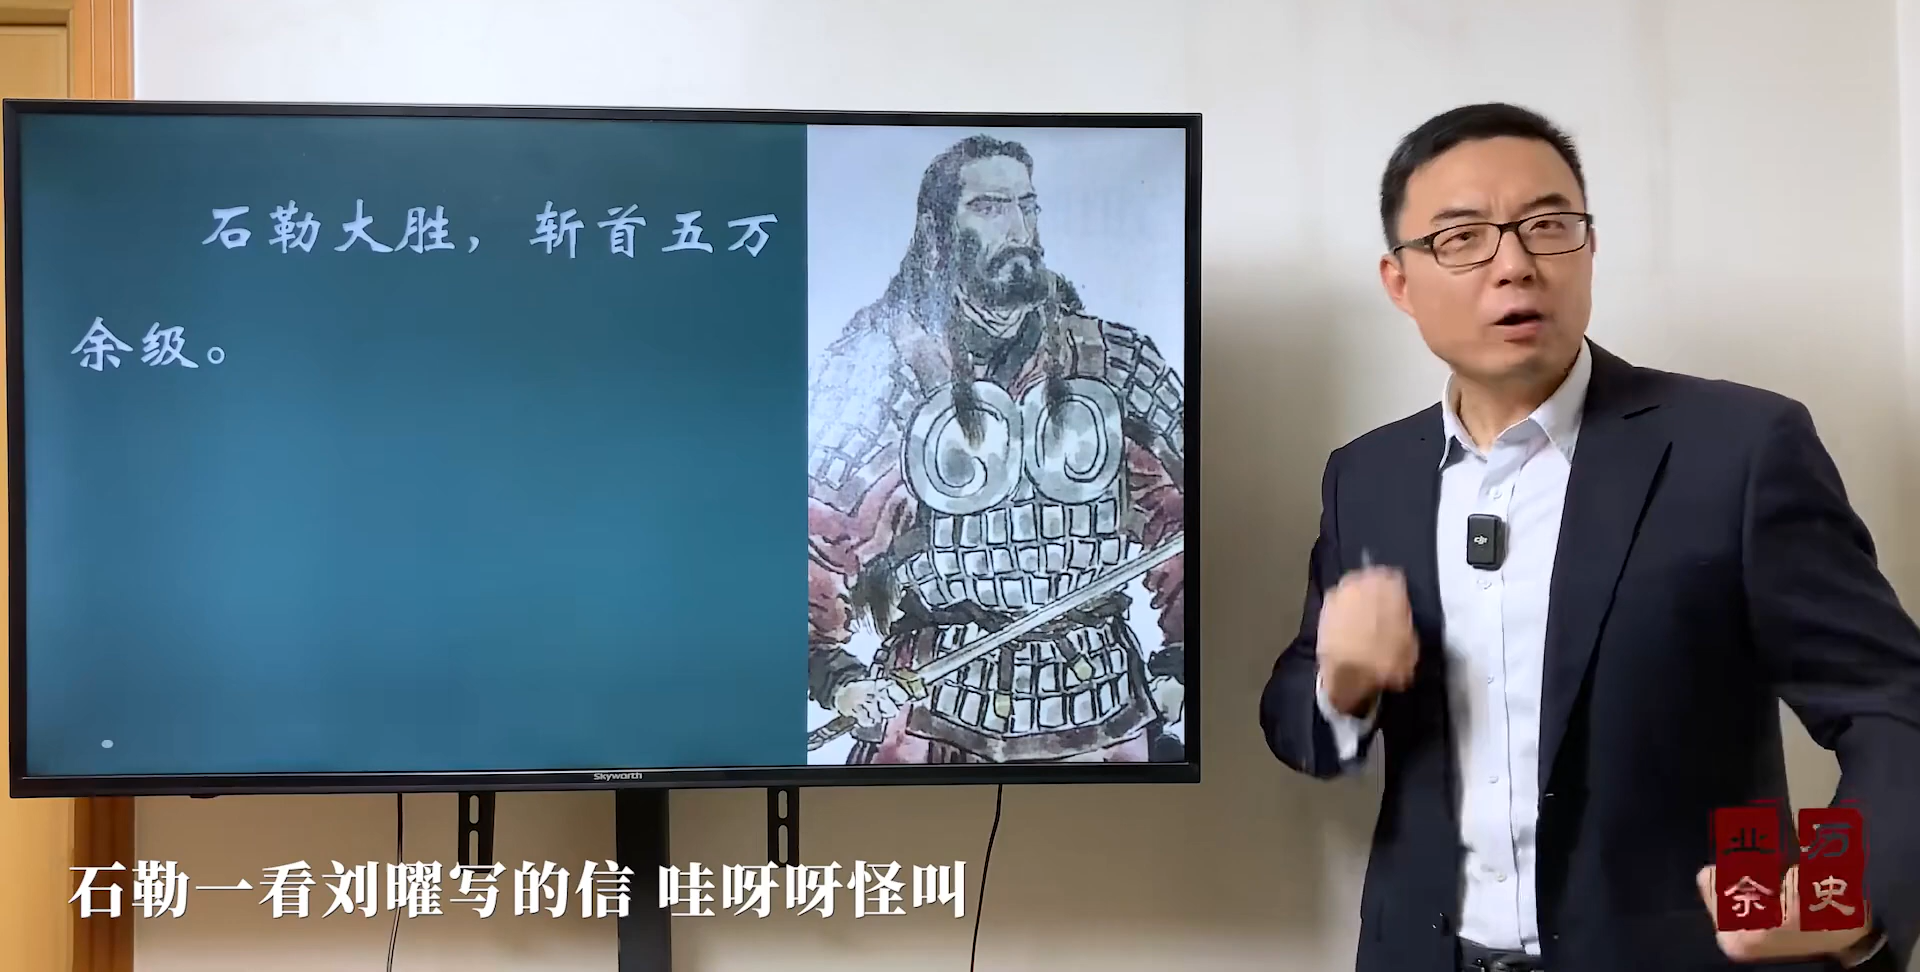 石勒大胜，斩首五万
余级。
Skyworth
石勒一看刘曜写的信 哇呀呀怪叫
历史
业余